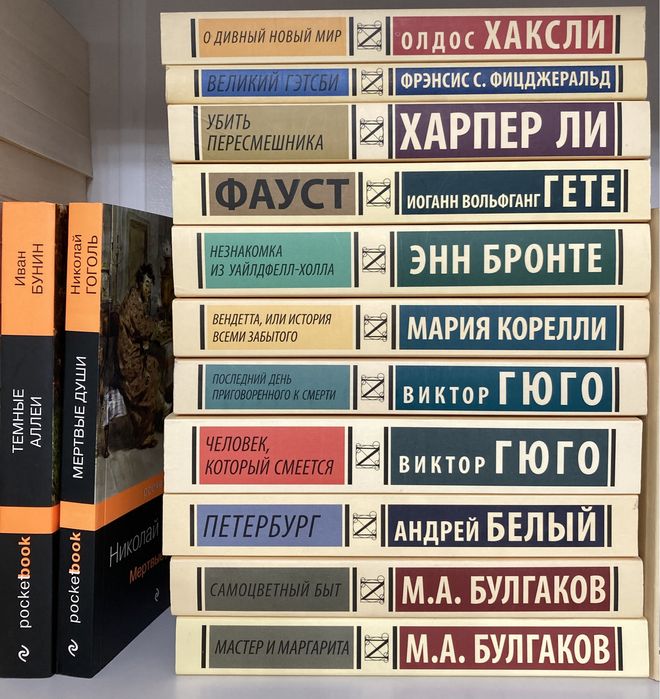 О ДИВНЫЙ НОВЫЙ МИР
ОЛДОС ХАКСЛИ
ВЕЛИКИЙ ГЭТСБИ
ФРЭНСИС С. ФИЦДЖЕРАЛЬД
УБИТЬ
ПЕРЕСМЕШНИКА
ХАРПЕР ЛИ
ФАУСТ
ИОГАНН ВОЛЬФГАНГ ГЕТЕ
НЕЗНАКОМКА
ИЗ УАЙЛДФЕЛЛ-ХОЛЛА
ЭНН БРОНТЕ
ВЕНДЕТТА, ИЛИ ИСТОРИЯ
ВСЕМИ ЗАБЫТОГО
МАРИЯ КОРЕЛЛИ
ПОСЛЕДНИЙ ДЕНЬ
ПРИГОВОРЕННОГО К СМЕРТИ
ВИКТОР ГЮГО
ЧЕЛОВЕК,
КОТОРЫЙ СМЕЕТСЯ
ВИКТОР ГЮГО
ПЕТЕРБУРГ
АНДРЕЙ БЕЛЫЙ
САМОЦВЕТНЫЙ БЫТ
М.А. БУЛГАКОВ
МАСТЕР И МАРГАРИТА
М.А. БУЛГАКОВ
Иван
БУНИН
ТЕМНЫЕ
АЛЛЕИ
pocketbook
Николай
ГОГОЛЬ
МЕРТВЫЕ ДУШИ
pocketbook
Николай
Мертвые